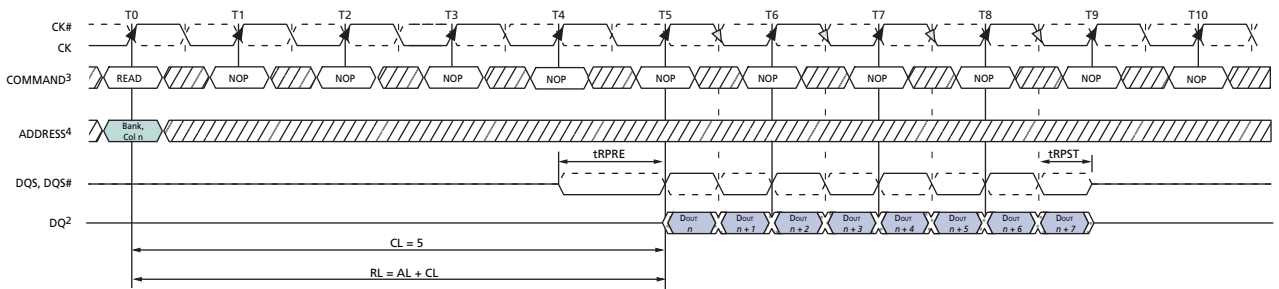 T0 T1 T2 T3 T4 T5 T6 T7 T8 T9 T10
CK#
CK
COMMAND3 READ NOP NOP NOP NOP NOP NOP NOP NOP NOP NOP
ADDRESS4 Bank,
Col n
tRPRE tRPST
DQS, DQS#
DQ2 DOUT DOUT DOUT DOUT DOUT DOUT DOUT DOUT
n n + 1 n + 2 n + 3 n + 4 n + 5 n + 6 n + 7
CL = 5
RL = AL + CL